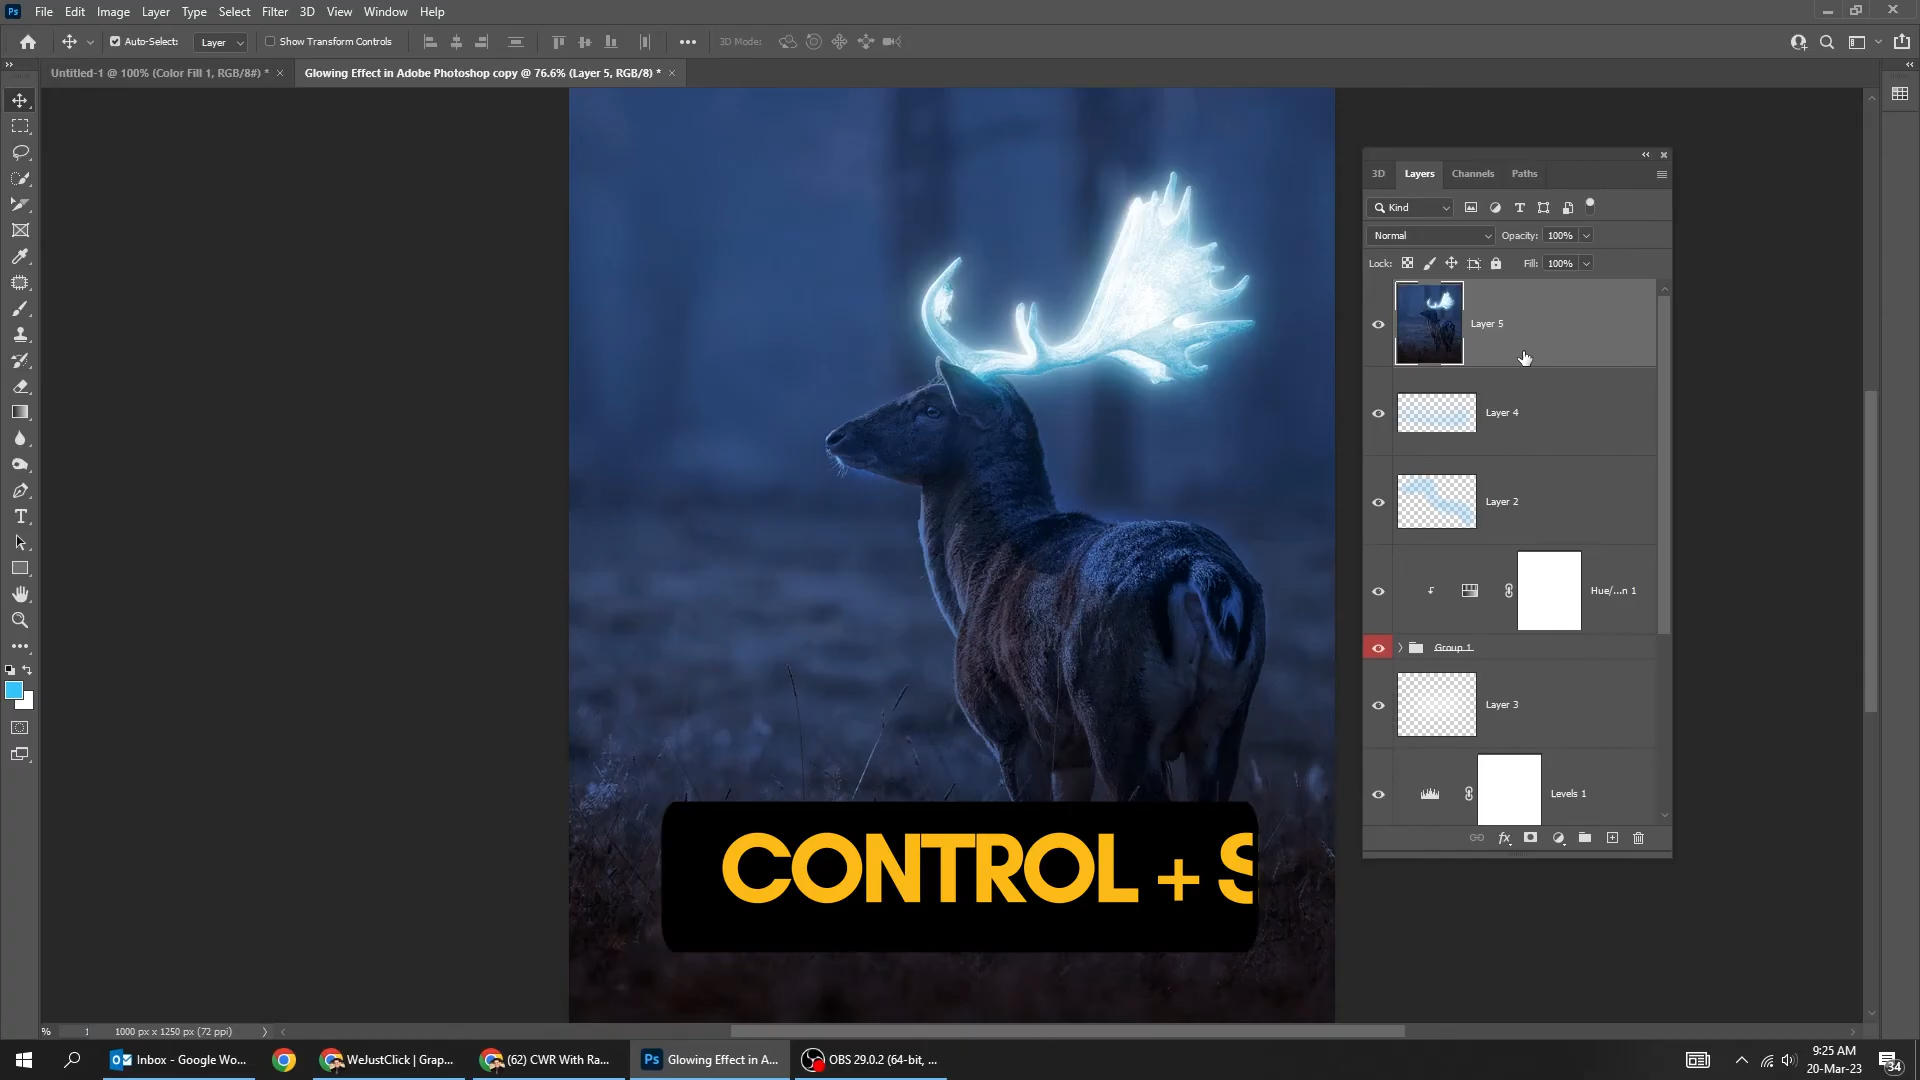 Ps File Edit Image Layer Type Select Filter 3D View Window Help
Auto-Select: Layer Show Transform Controls 3D Mode:
Untitled-1 @ 100% (Color Fill 1, RGB/8#) * × Glowing Effect in Adobe Photoshop copy @ 76.6% (Layer 5, RGB/8) * ×
3D Layers Channels Paths
Kind
Normal Opacity: 100%
Lock: Fill: 100%
Layer 5
Layer 4
Layer 2
Hue/...n 1
Group 1
Layer 3
Levels 1
CONTROL + S
% 1 1000 px x 1250 px (72 ppi)
Inbox - Google Wo... WeJustClick | Grap... (62) CWR With Ra... Ps Glowing Effect in A... OBS 29.0.2 (64-bit, ...
9:25 AM
20-Mar-23
34